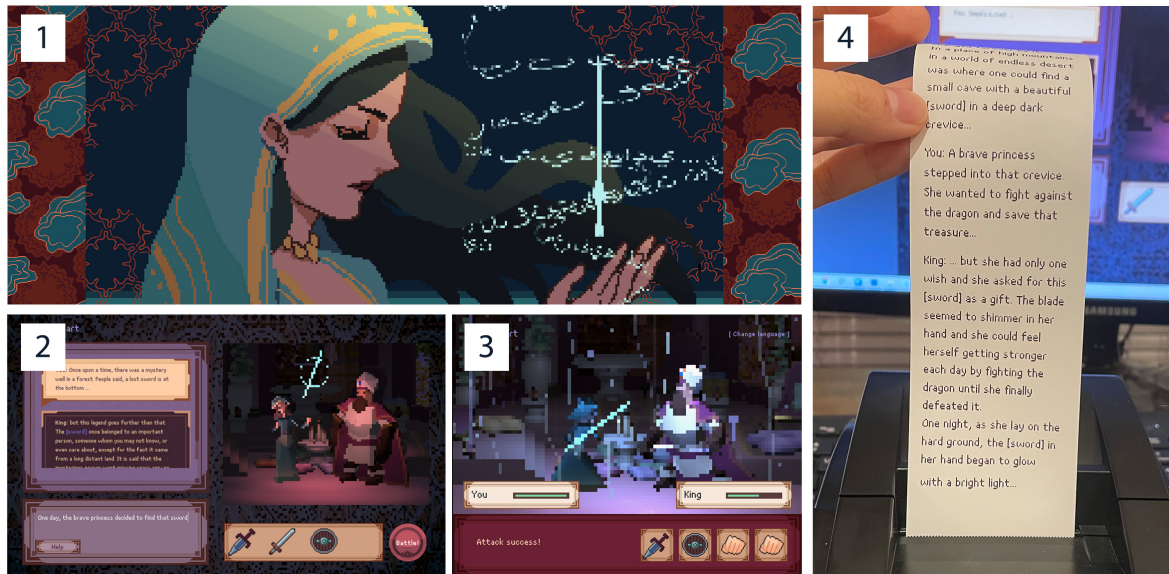 1
2
art
Once upon a time, there was a mystery
well in a forest. People said, a lost sword is at
the bottom ...
King: but this legend goes further than that.
The [sword] once belonged to an important
person, someone whom you may not know, or
even care about, except for the fact it came
from a long distant land. It is said that the
One day, the brave princess decided to find that sword
Help
Battle!
3
art
[ Change language ]
You
King
Attack success!
4
In a place of high mountains
in a world of endless desert
was where one could find a
small cave with a beautiful
[sword] in a deep dark
crevice...
You: A brave princess
stepped into that crevice.
She wanted to fight against
the dragon and save that
treasure...
King: ... but she had only one
wish and she asked for this
[sword] as a gift. The blade
seemed to shimmer in her
hand and she could feel
herself getting stronger
each day by fighting the
dragon until she finally
defeated it.
One night, as she lay on the
hard ground, the [sword] in
her hand began to glow
with a bright light...
SAMSUNG